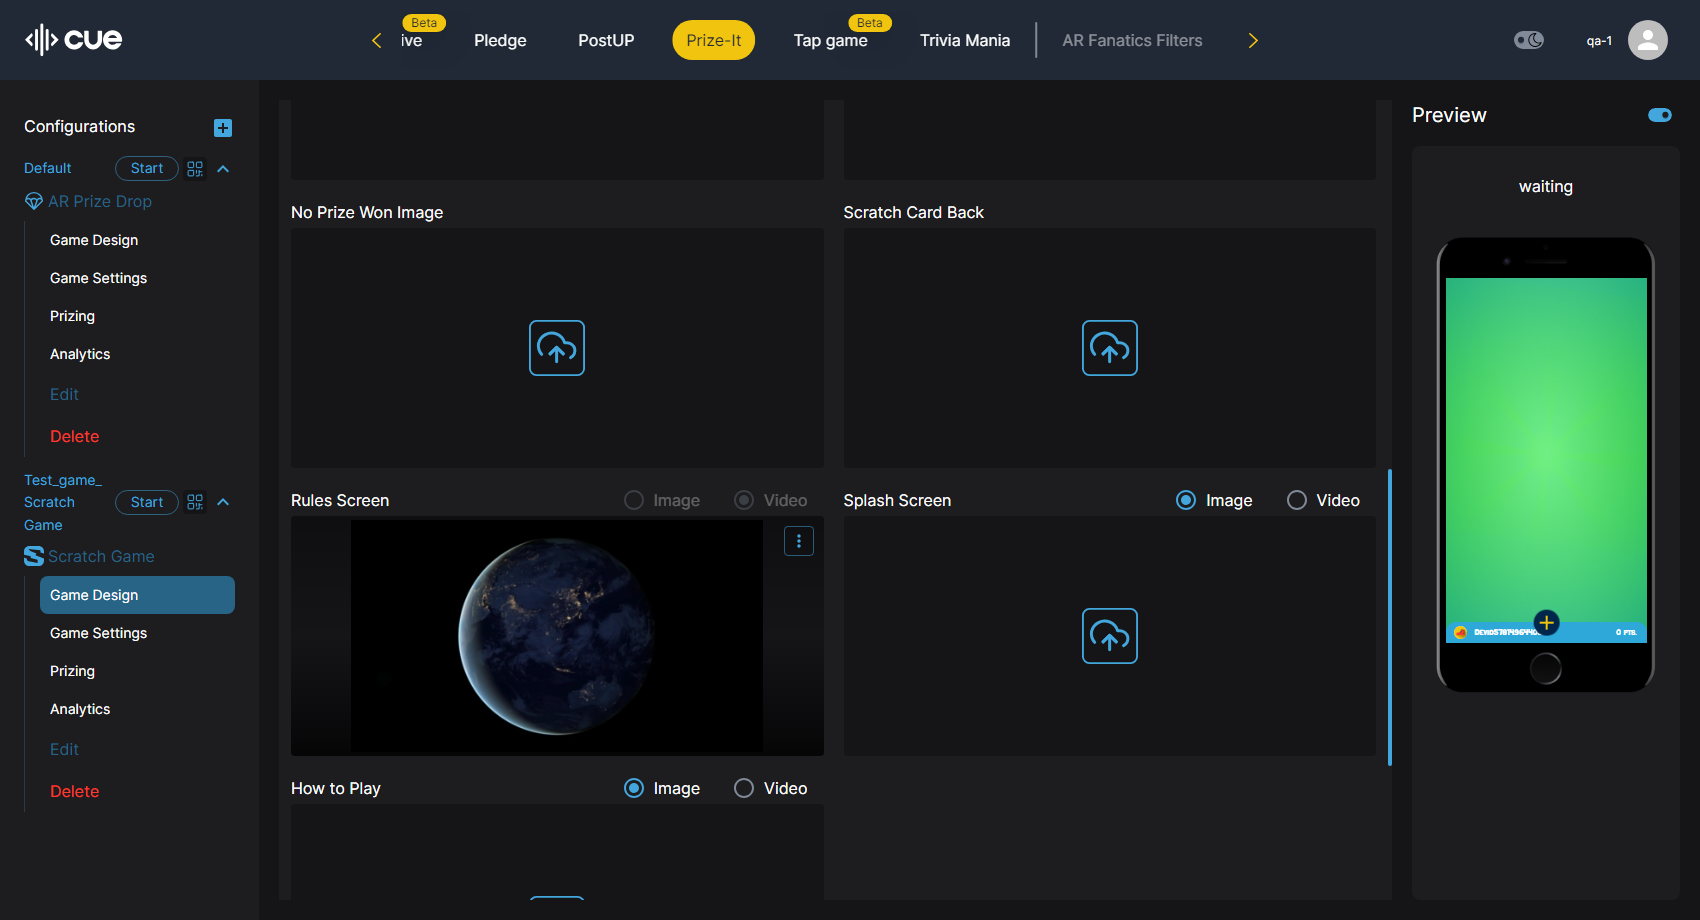 cue
ive
Beta
Pledge
PostUP
Prize-It
Tap game
Beta
Trivia Mania
AR Fanatics Filters
qa-1
Configurations
Default
Start
AR Prize Drop
Game Design
Game Settings
Prizing
Analytics
Edit
Delete
Test_game_
Scratch
Game
Start
Scratch Game
Game Design
Game Settings
Prizing
Analytics
Edit
Delete
No Prize Won Image
Scratch Card Back
Rules Screen
Image
Video
Splash Screen
Image
Video
How to Play
Image
Video
Preview
waiting
0 PTS.